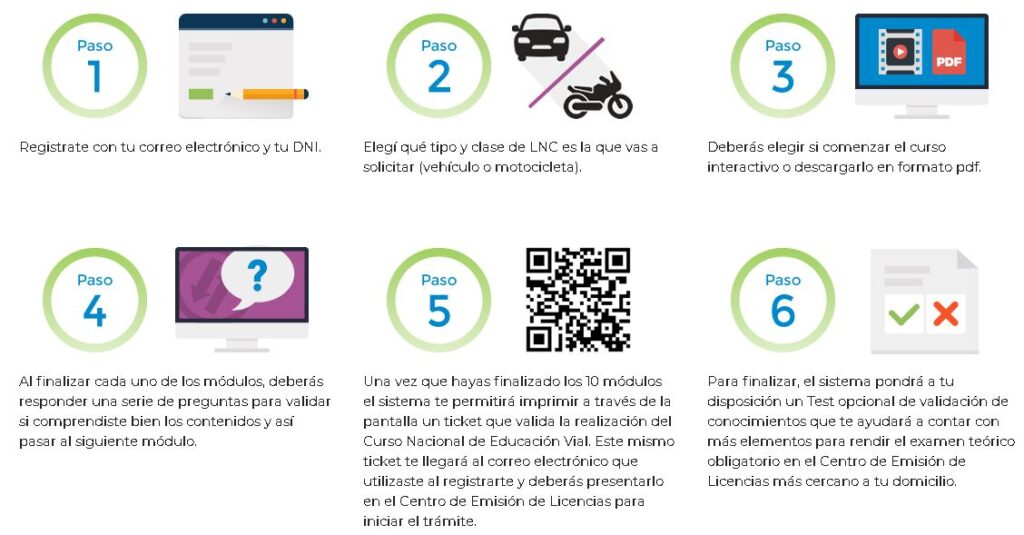 Paso
1
Registrate con tu correo electrónico y tu DNI.
Paso
2
Elegí qué tipo y clase de LNC es la que vas a
solicitar (vehículo o motocicleta).
Paso
3
PDF
Deberás elegir si comenzar el curso
interactivo o descargarlo en formato pdf.
Paso
4
?
Al finalizar cada uno de los módulos, deberás
responder una serie de preguntas para validar
si comprendiste bien los contenidos y así
pasar al siguiente módulo.
Paso
5
Una vez que hayas finalizado los 10 módulos
el sistema te permitirá imprimir a través de la
pantalla un ticket que valida la realización del
Curso Nacional de Educación Vial. Este mismo
ticket te llegará al correo electrónico que
utilizaste al registrarte y deberás presentarlo
en el Centro de Emisión de Licencias para
iniciar el trámite.
Paso
6
Para finalizar, el sistema pondrá a tu
disposición un Test opcional de validación de
conocimientos que te ayudará a contar con
más elementos para rendir el examen teórico
obligatorio en el Centro de Emisión de
Licencias más cercano a tu domicilio.